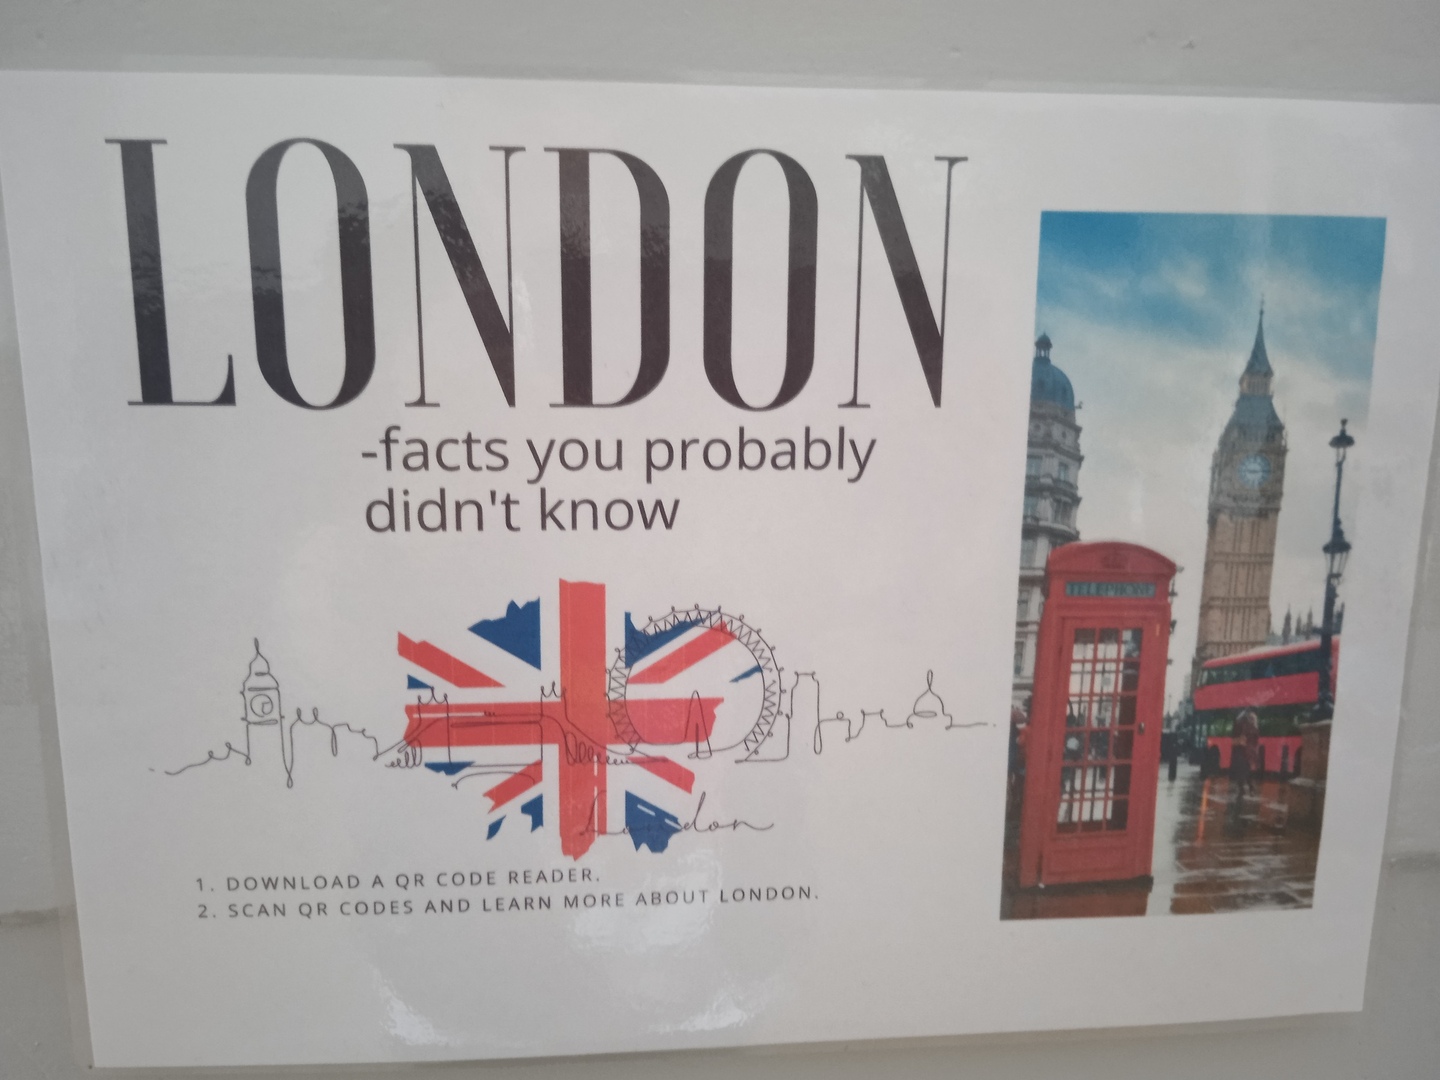 LONDON
-facts you probably
didn't know
London
1. DOWNLOAD A QR CODE READER.
2. SCAN QR CODES AND LEARN MORE ABOUT LONDON.
TELEPHONE